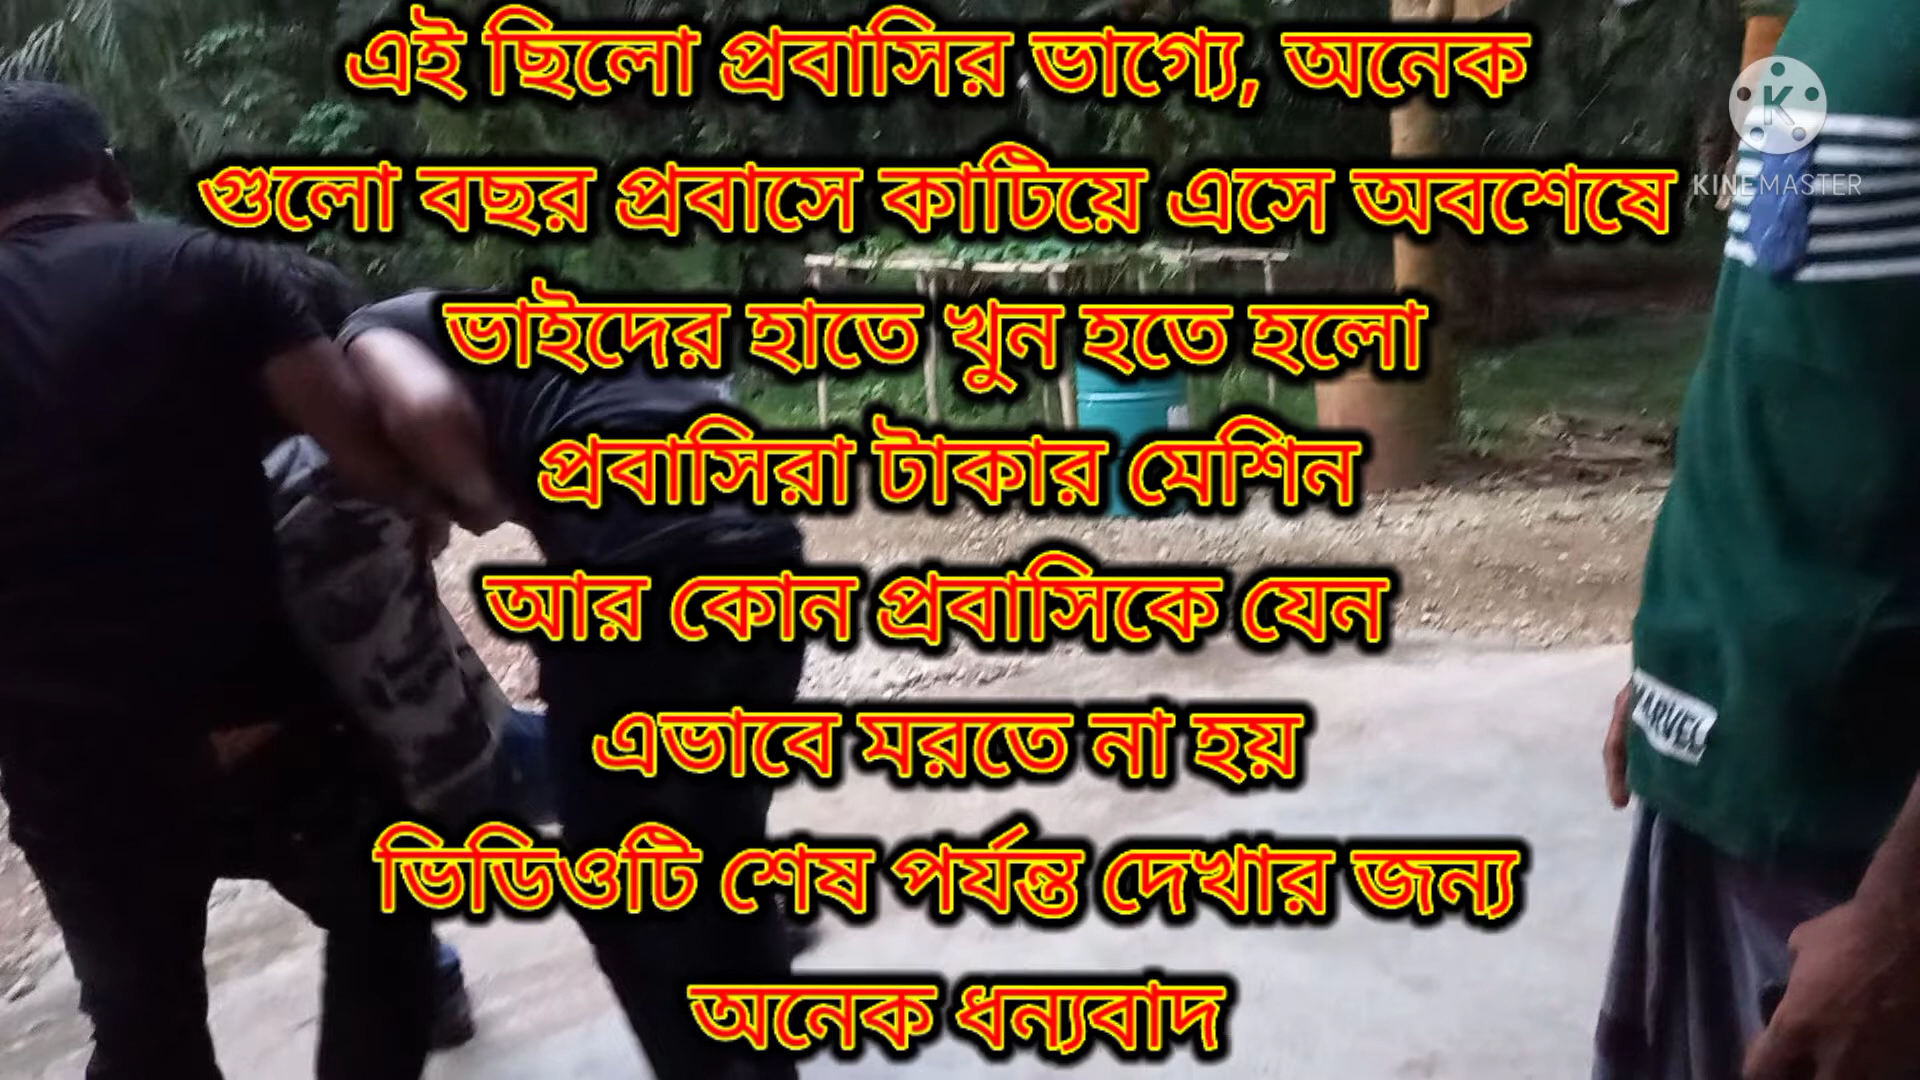 এই ছিলো প্রবাসির ভাগ্যে, অনেক
গুলো বছর প্রবাসে কাটিয়ে এসে অবশেষে
ভাইদের হাতে খুন হতে হলো
প্রবাসিরা টাকার মেশিন
আর কোন প্রবাসিকে যেন
এভাবে মরতে না হয়
ভিডিওটি শেষ পর্যন্ত দেখার জন্য
অনেক ধন্যবাদ
K
KINEMASTER
MARVEL